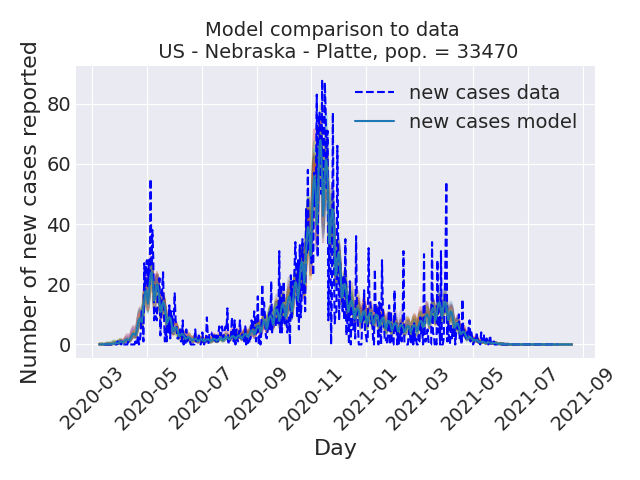 Model comparison to data
US - Nebraska - Platte, pop. = 33470
new cases data
new cases model
Number of new cases reported
80
60
40
20
0
2020-03
2020-05
2020-07
2020-09
2020-11
2021-01
2021-03
2021-05
2021-07
2021-09
Day